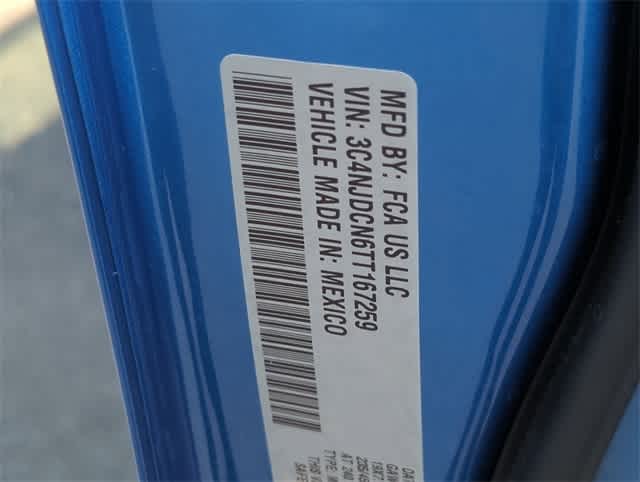 MFD BY: FCA US LLC
VIN: 3C4NJDCN6TT167259
VEHICLE MADE IN: MEXICO